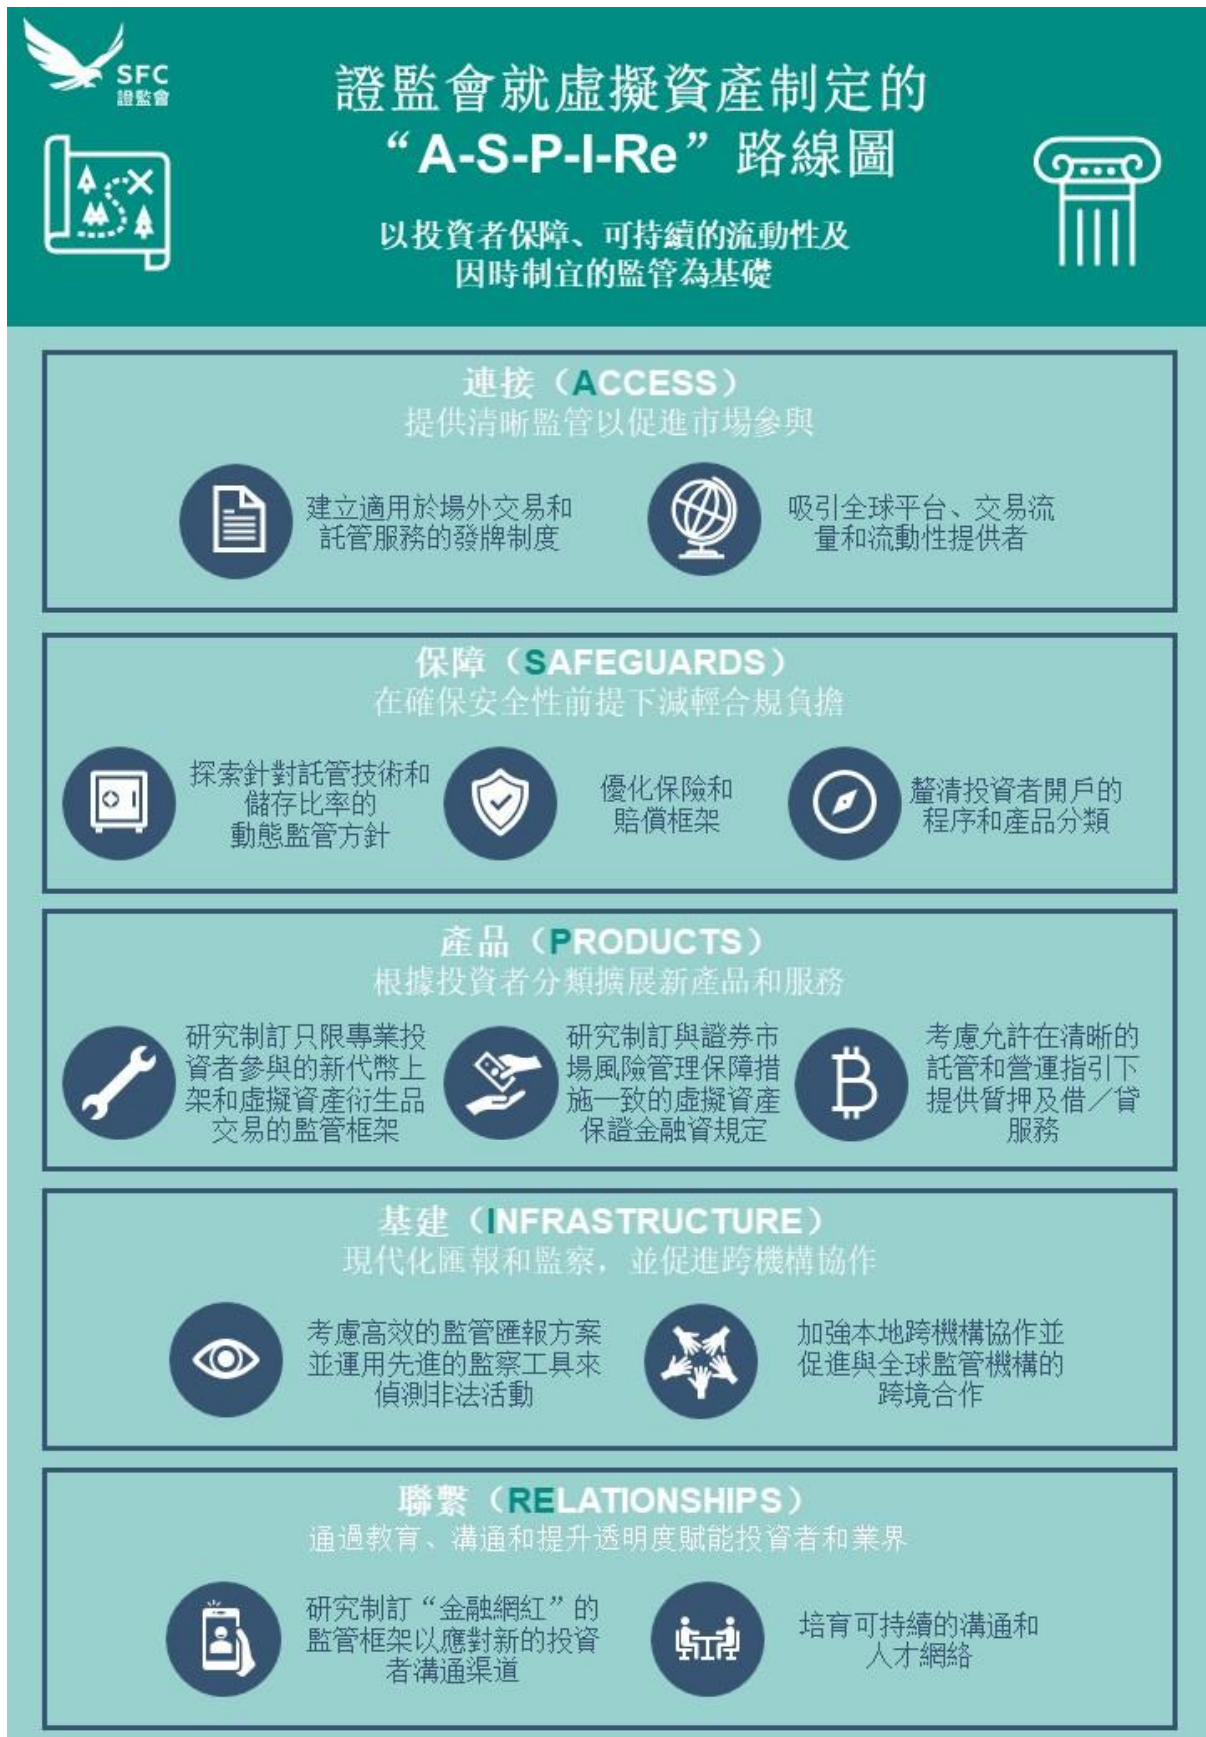 SFC
證監會
證監會就虛擬資產制定的
“A-S-P-I-Re”路線圖
以投資者保障、可持續的流動性及
因時制宜的監管為基礎
連接（ACCESS）
提供清晰監管以促進市場參與
建立適用於場外交易和
託管服務的發牌制度
吸引全球平台、交易流
量和流動性提供者
保障（SAFEGUARDS）
在確保安全性前提下減輕合規負擔
探索針對託管技術和
儲存比率的
動態監管方針
優化保險和
賠償框架
釐清投資者開戶的
程序和產品分類
產品（PRODUCTS）
根據投資者分類擴展新產品和服務
研究制訂只限專業投
資者參與的新代幣上
架和虛擬資產衍生品
交易的監管框架
研究制訂與證券市
場風險管理保障措
施一致的虛擬資產
保證金融資規定
考慮允許在清晰的
託管和營運指引下
提供質押及借／貸
服務
基建（INFRASTRUCTURE）
現代化匯報和監察，並促進跨機構協作
考慮高效的監管匯報方案
並運用先進的監察工具來
偵測非法活動
加強本地跨機構協作並
促進與全球監管機構的
跨境合作
聯繫（RELATIONSHIPS）
通過教育、溝通和提升透明度賦能投資者和業界
研究制訂“金融網紅”的
監管框架以應對新的投資
者溝通渠道
培育可持續的溝通和
人才網絡